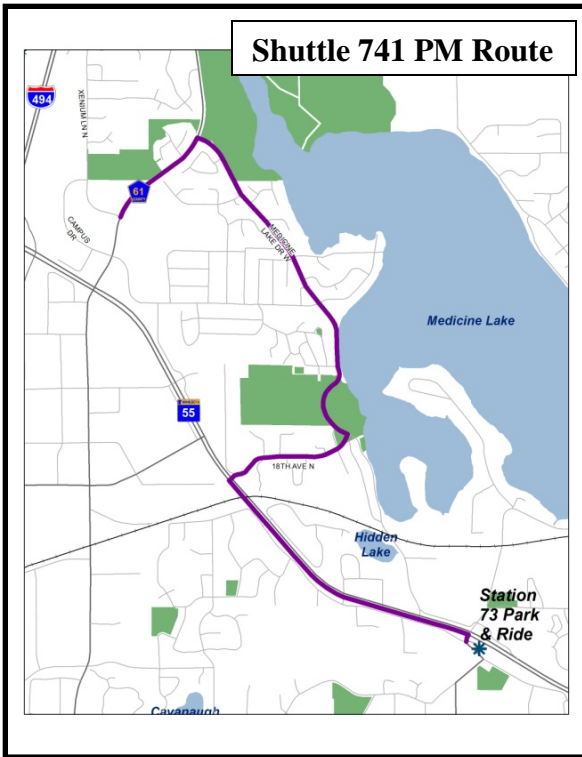 Shuttle 741 PM Route
494
XENIUM LN N
61
CAMPUS
DR
MEDICINE
LAKE DR W
Medicine Lake
55
18TH AVE N
Hidden
Lake
Station
73 Park
& Ride
Cavanaugh